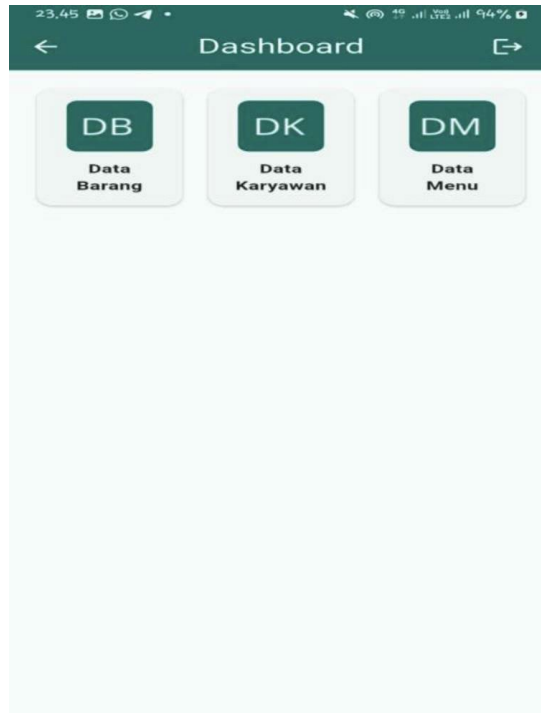 23.45 94%
Dashboard
DB DK DM
Data Data Data
Barang Karyawan Menu